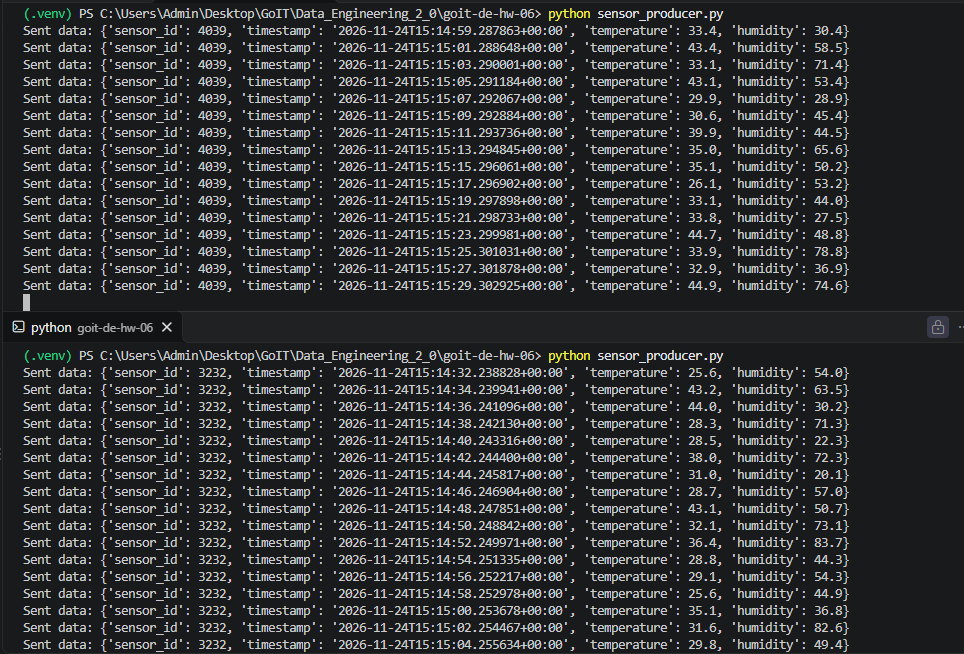 (.venv) PS C:\Users\Admin\Desktop\GoIT\Data_Engineering_2_0\goit-de-hw-06> python sensor_producer.py
Sent data: {'sensor_id': 4039, 'timestamp': '2026-11-24T15:14:59.287863+00:00', 'temperature': 33.4, 'humidity': 30.4}
Sent data: {'sensor_id': 4039, 'timestamp': '2026-11-24T15:15:01.288648+00:00', 'temperature': 43.4, 'humidity': 58.5}
Sent data: {'sensor_id': 4039, 'timestamp': '2026-11-24T15:15:03.290001+00:00', 'temperature': 33.1, 'humidity': 71.4}
Sent data: {'sensor_id': 4039, 'timestamp': '2026-11-24T15:15:05.291184+00:00', 'temperature': 43.1, 'humidity': 53.4}
Sent data: {'sensor_id': 4039, 'timestamp': '2026-11-24T15:15:07.292067+00:00', 'temperature': 29.9, 'humidity': 28.9}
Sent data: {'sensor_id': 4039, 'timestamp': '2026-11-24T15:15:09.292884+00:00', 'temperature': 30.6, 'humidity': 45.4}
Sent data: {'sensor_id': 4039, 'timestamp': '2026-11-24T15:15:11.293736+00:00', 'temperature': 39.9, 'humidity': 44.5}
Sent data: {'sensor_id': 4039, 'timestamp': '2026-11-24T15:15:13.294845+00:00', 'temperature': 35.0, 'humidity': 65.6}
Sent data: {'sensor_id': 4039, 'timestamp': '2026-11-24T15:15:15.296061+00:00', 'temperature': 35.1, 'humidity': 50.2}
Sent data: {'sensor_id': 4039, 'timestamp': '2026-11-24T15:15:17.296902+00:00', 'temperature': 26.1, 'humidity': 53.2}
Sent data: {'sensor_id': 4039, 'timestamp': '2026-11-24T15:15:19.297898+00:00', 'temperature': 33.1, 'humidity': 44.0}
Sent data: {'sensor_id': 4039, 'timestamp': '2026-11-24T15:15:21.298733+00:00', 'temperature': 33.8, 'humidity': 27.5}
Sent data: {'sensor_id': 4039, 'timestamp': '2026-11-24T15:15:23.299981+00:00', 'temperature': 44.7, 'humidity': 48.8}
Sent data: {'sensor_id': 4039, 'timestamp': '2026-11-24T15:15:25.301031+00:00', 'temperature': 33.9, 'humidity': 78.8}
Sent data: {'sensor_id': 4039, 'timestamp': '2026-11-24T15:15:27.301878+00:00', 'temperature': 32.9, 'humidity': 36.9}
Sent data: {'sensor_id': 4039, 'timestamp': '2026-11-24T15:15:29.302925+00:00', 'temperature': 44.9, 'humidity': 74.6}
python goit-de-hw-06
(.venv) PS C:\Users\Admin\Desktop\GoIT\Data_Engineering_2_0\goit-de-hw-06> python sensor_producer.py
Sent data: {'sensor_id': 3232, 'timestamp': '2026-11-24T15:14:32.238828+00:00', 'temperature': 25.6, 'humidity': 54.0}
Sent data: {'sensor_id': 3232, 'timestamp': '2026-11-24T15:14:34.239941+00:00', 'temperature': 43.2, 'humidity': 63.5}
Sent data: {'sensor_id': 3232, 'timestamp': '2026-11-24T15:14:36.241096+00:00', 'temperature': 44.0, 'humidity': 30.2}
Sent data: {'sensor_id': 3232, 'timestamp': '2026-11-24T15:14:38.242130+00:00', 'temperature': 28.3, 'humidity': 71.3}
Sent data: {'sensor_id': 3232, 'timestamp': '2026-11-24T15:14:40.243316+00:00', 'temperature': 28.5, 'humidity': 22.3}
Sent data: {'sensor_id': 3232, 'timestamp': '2026-11-24T15:14:42.244400+00:00', 'temperature': 38.0, 'humidity': 72.3}
Sent data: {'sensor_id': 3232, 'timestamp': '2026-11-24T15:14:44.245817+00:00', 'temperature': 31.0, 'humidity': 20.1}
Sent data: {'sensor_id': 3232, 'timestamp': '2026-11-24T15:14:46.246904+00:00', 'temperature': 28.7, 'humidity': 57.0}
Sent data: {'sensor_id': 3232, 'timestamp': '2026-11-24T15:14:48.247851+00:00', 'temperature': 43.1, 'humidity': 50.7}
Sent data: {'sensor_id': 3232, 'timestamp': '2026-11-24T15:14:50.248842+00:00', 'temperature': 32.1, 'humidity': 73.1}
Sent data: {'sensor_id': 3232, 'timestamp': '2026-11-24T15:14:52.249971+00:00', 'temperature': 36.4, 'humidity': 83.7}
Sent data: {'sensor_id': 3232, 'timestamp': '2026-11-24T15:14:54.251335+00:00', 'temperature': 28.8, 'humidity': 44.3}
Sent data: {'sensor_id': 3232, 'timestamp': '2026-11-24T15:14:56.252217+00:00', 'temperature': 29.1, 'humidity': 54.3}
Sent data: {'sensor_id': 3232, 'timestamp': '2026-11-24T15:14:58.252978+00:00', 'temperature': 25.6, 'humidity': 44.9}
Sent data: {'sensor_id': 3232, 'timestamp': '2026-11-24T15:15:00.253678+00:00', 'temperature': 35.1, 'humidity': 36.8}
Sent data: {'sensor_id': 3232, 'timestamp': '2026-11-24T15:15:02.254467+00:00', 'temperature': 31.6, 'humidity': 82.6}
Sent data: {'sensor_id': 3232, 'timestamp': '2026-11-24T15:15:04.255634+00:00', 'temperature': 29.8, 'humidity': 49.4}